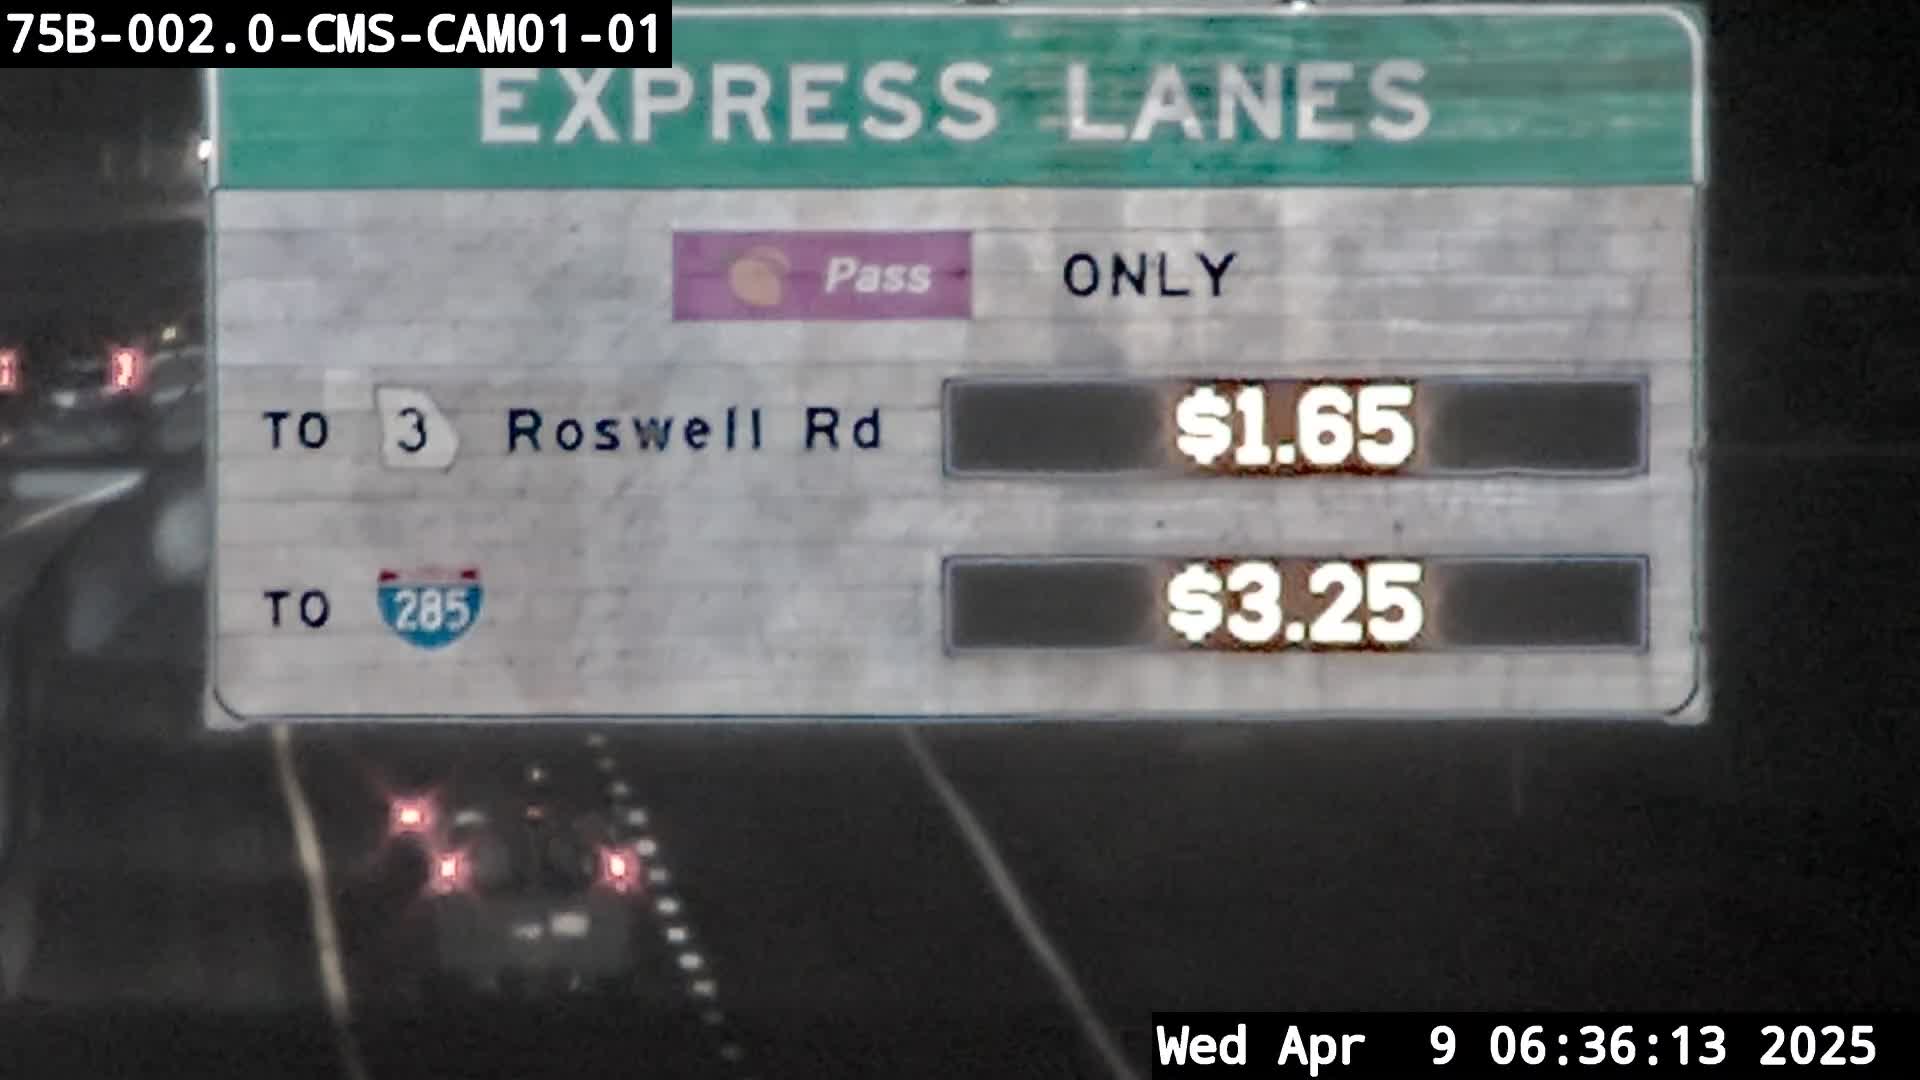 75B-002.0-CMS-CAM01-01
EXPRESS LANES
Pass ONLY
TO 3 Roswell Rd $1.65
TO 285 $3.25
Wed Apr 9 06:36:13 2025